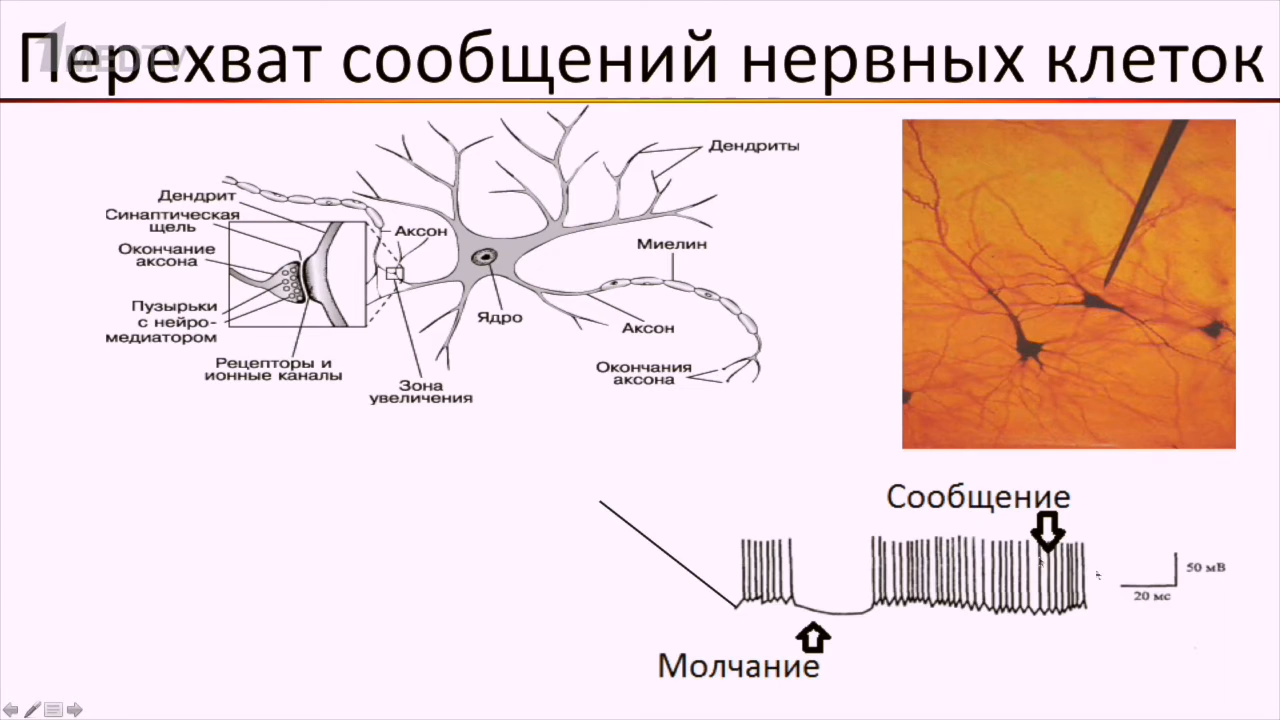 Перехват сообщений нервных клеток
1MEDTV
Дендриты
Дендрит
Синаптическая
щель
Окончание
аксона
Пузырьки
с нейро-
медиатором
Рецепторы и
ионные каналы
Аксон
Ядро
Зона
увеличения
Миелин
Аксон
Окончания
аксона
Сообщение
50 мВ
20 мс
Молчание